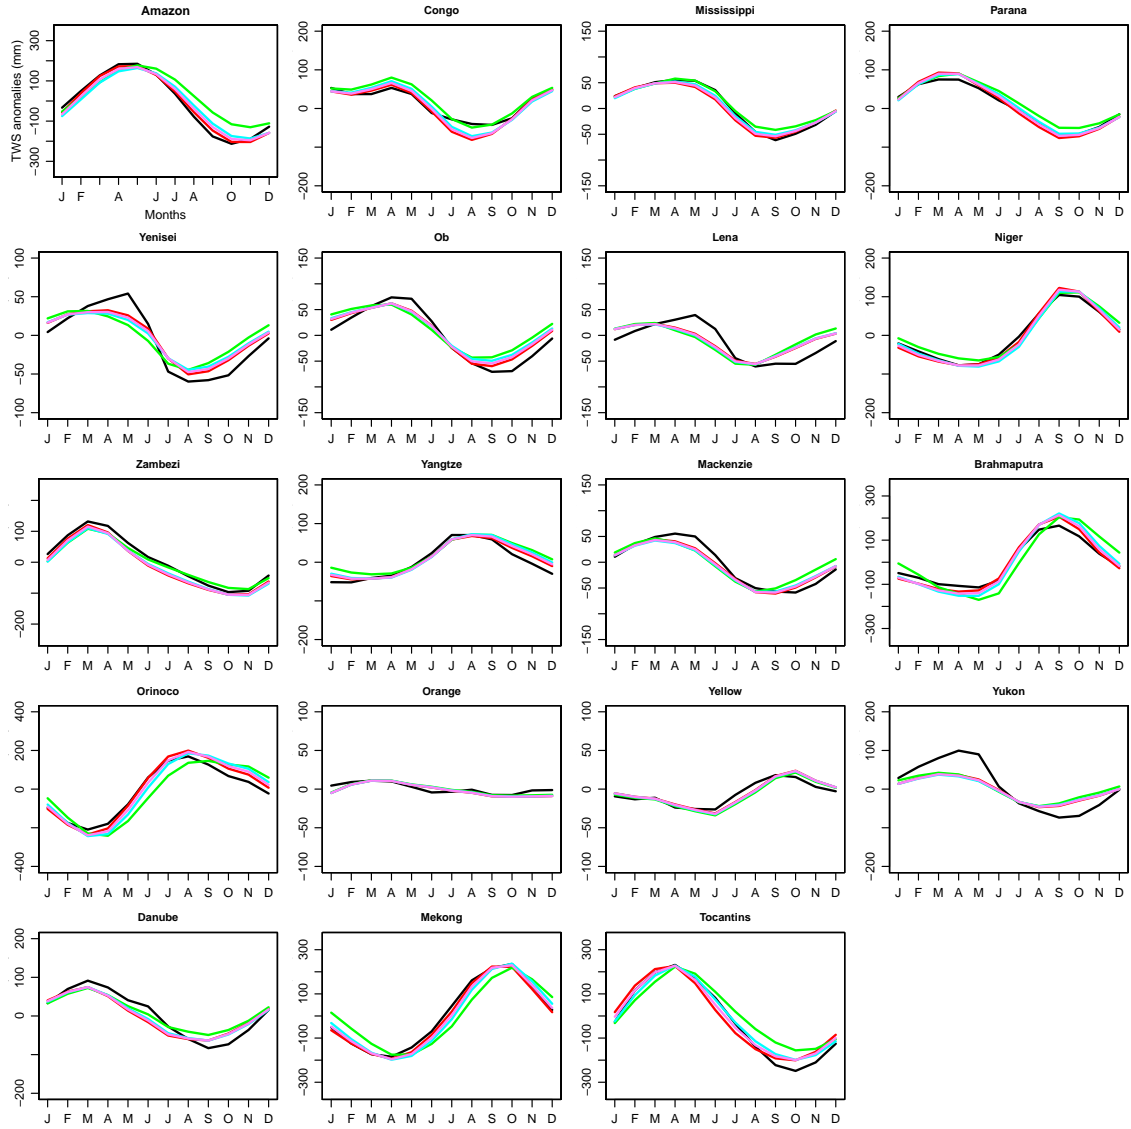 Amazon
TWS anomalies (mm)
300
100
−100
−300
J F A J A O D
Months
Congo
200
100
0
−200
J F M A M J J A S O N D
Mississippi
150
50
0
−50
−150
J F M A M J J A S O N D
Parana
200
100
0
−200
J F M A M J J A S O N D
Yenisei
100
50
0
−50
−100
J F M A M J J A S O N D
Ob
150
50
0
−50
−150
J F M A M J J A S O N D
Lena
150
50
0
−50
−150
J F M A M J J A S O N D
Niger
200
100
0
−200
J F M A M J J A S O N D
Zambezi
100
0
−200
J F M A M J J A S O N D
Yangtze
200
100
0
−200
J F M A M J J A S O N D
Mackenzie
150
50
0
−50
−150
J F M A M J J A S O N D
Brahmaputra
300
100
0
−100
−300
J F M A M J J A S O N D
Orinoco
400
200
0
−400
J F M A M J J A S O N D
Orange
100
50
0
−50
−100
J F M A M J J A S O N D
Yellow
100
50
0
−50
−100
J F M A M J J A S O N D
Yukon
200
100
0
−200
J F M A M J J A S O N D
Danube
200
100
0
−200
J F M A M J J A S O N D
Mekong
300
100
0
−100
−300
J F M A M J J A S O N D
Tocantins
300
100
0
−100
−300
J F M A M J J A S O N D